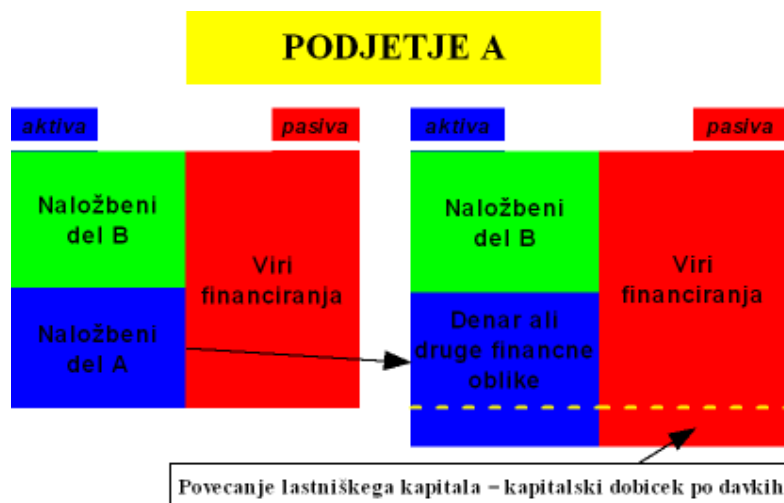 PODJETJE A
aktiva
pasiva
Naložbeni
del B
Viri
financiranja
Naložbeni
del A
aktiva
pasiva
Naložbeni
del B
Viri
financiranja
Denar ali
druge financne
oblike
Povecanje lastniškega kapitala – kapitalski dobicek po davkih